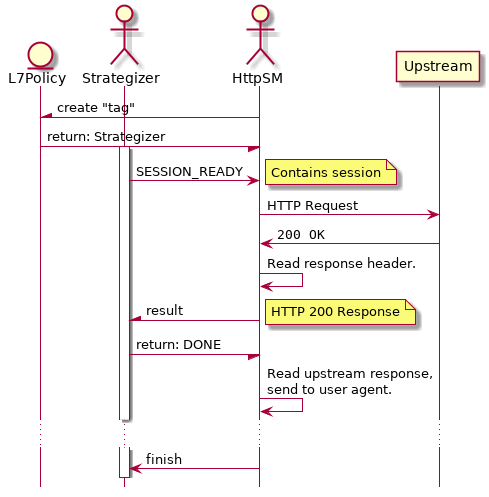 L7Policy
Strategizer
HttpSM
Upstream
create "tag"
return: Strategizer
SESSION_READY
Contains session
HTTP Request
200 OK
Read response header.
result
HTTP 200 Response
return: DONE
Read upstream response,
send to user agent.
finish